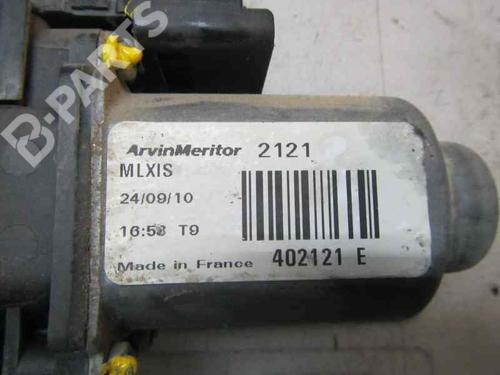 B-PARTS
ArvinMeritor 2121
MLXIS
24/09/10
16:58 T9
Made in France 402121 E